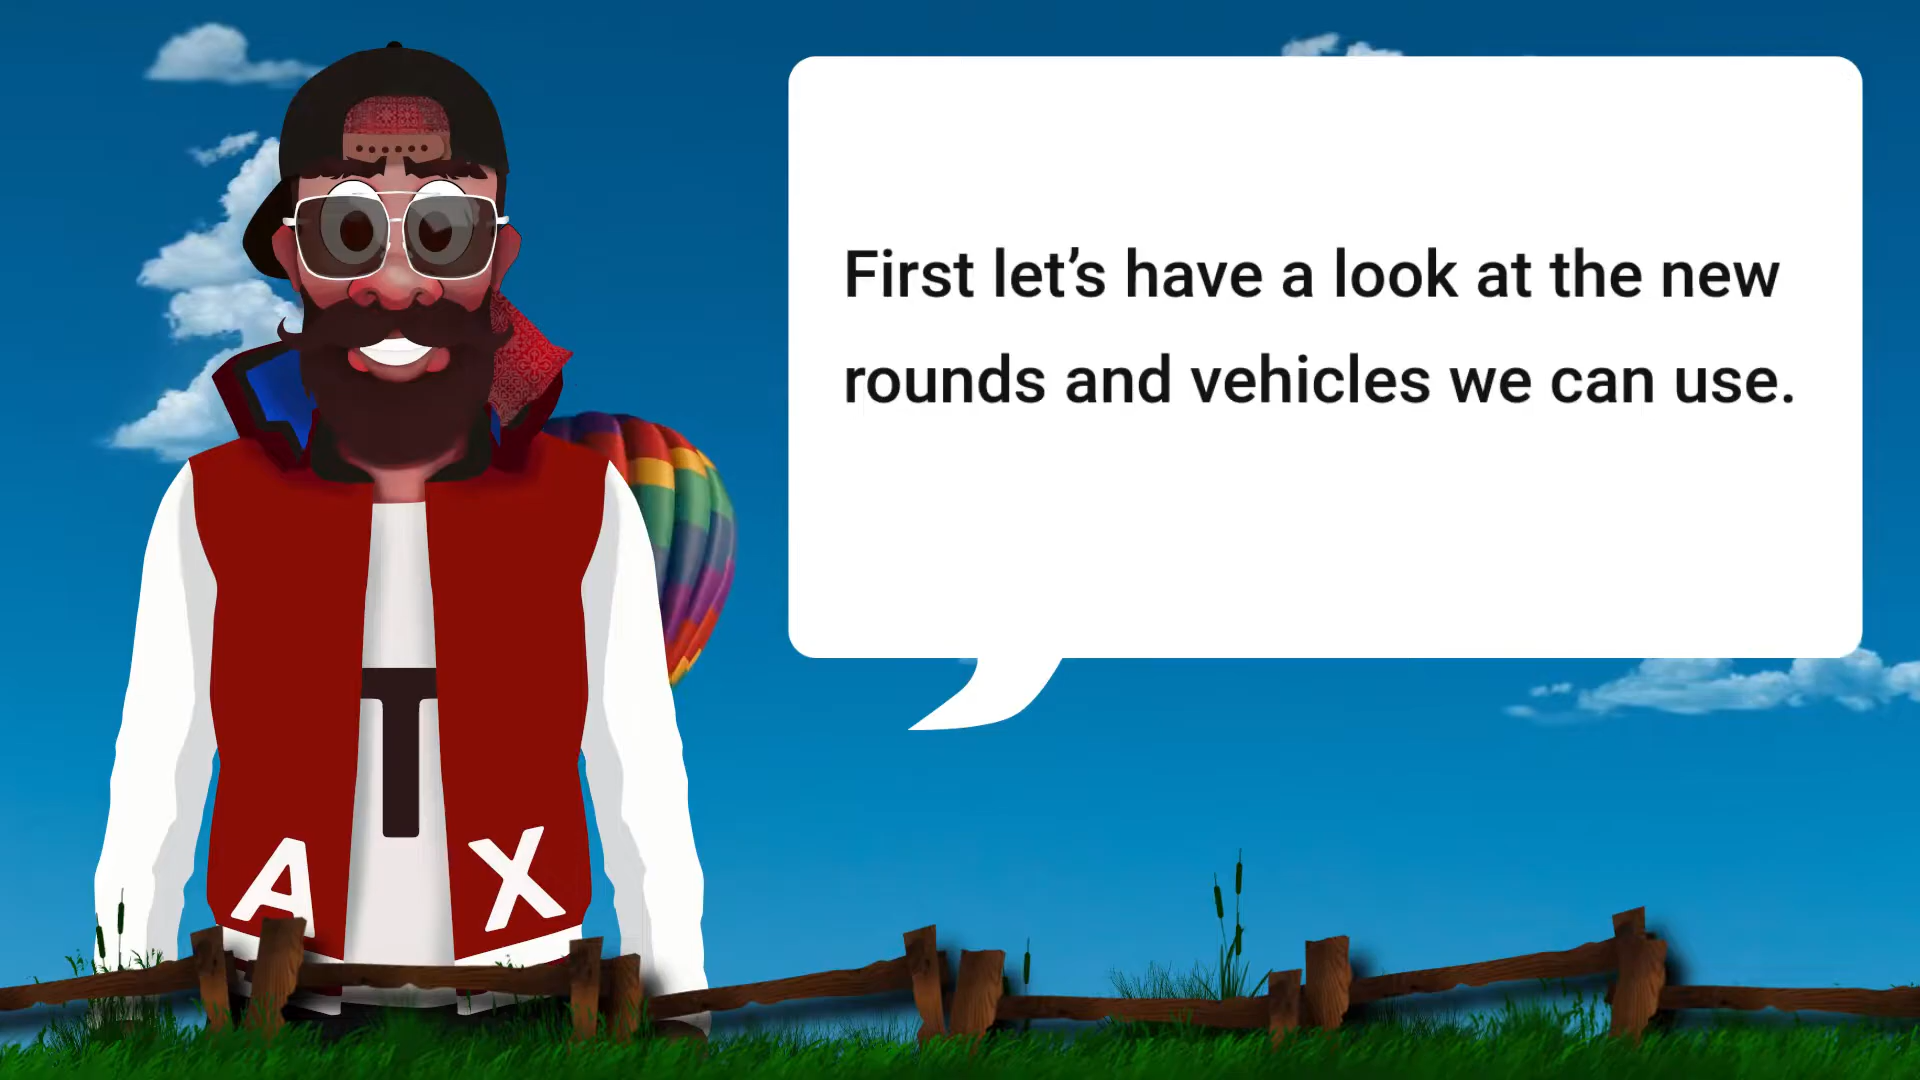 First let’s have a look at the new
rounds and vehicles we can use.
T
A X